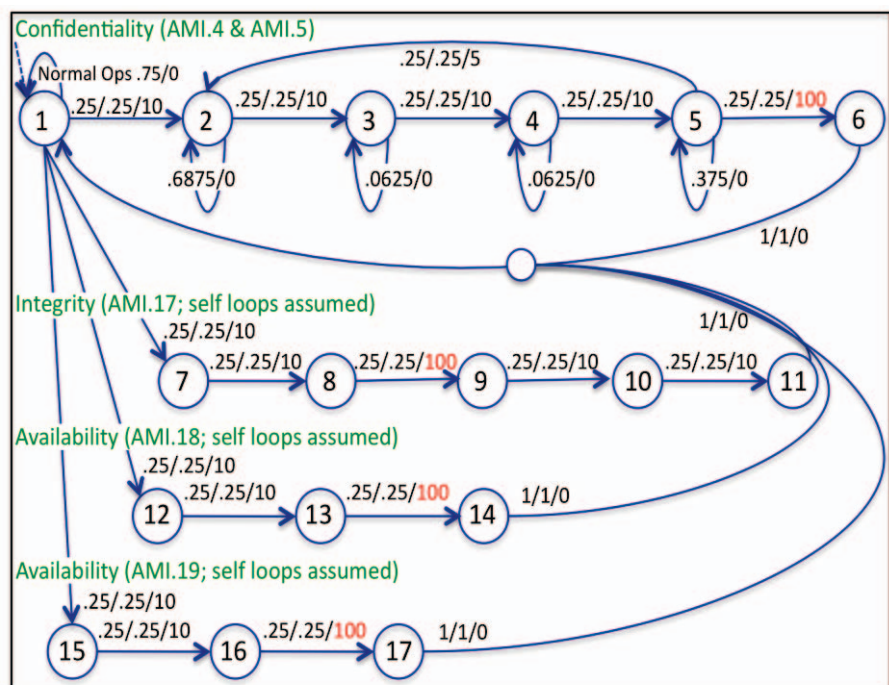 Confidentiality (AMI.4 & AMI.5)
.25/.25/5
Normal Ops .75/0
.25/.25/10 .25/.25/10 .25/.25/10 .25/.25/10 .25/.25/100
1 2 3 4 5 6
.6875/0 .0625/0 .0625/0 .375/0
1/1/0
Integrity (AMI.17; self loops assumed)
1/1/0
.25/.25/10
.25/.25/10 .25/.25/100 .25/.25/10 .25/.25/10
7 8 9 10 11
Availability (AMI.18; self loops assumed)
.25/.25/10
.25/.25/10 .25/.25/100 1/1/0
12 13 14
Availability (AMI.19; self loops assumed)
.25/.25/10
.25/.25/10 .25/.25/100 1/1/0
15 16 17